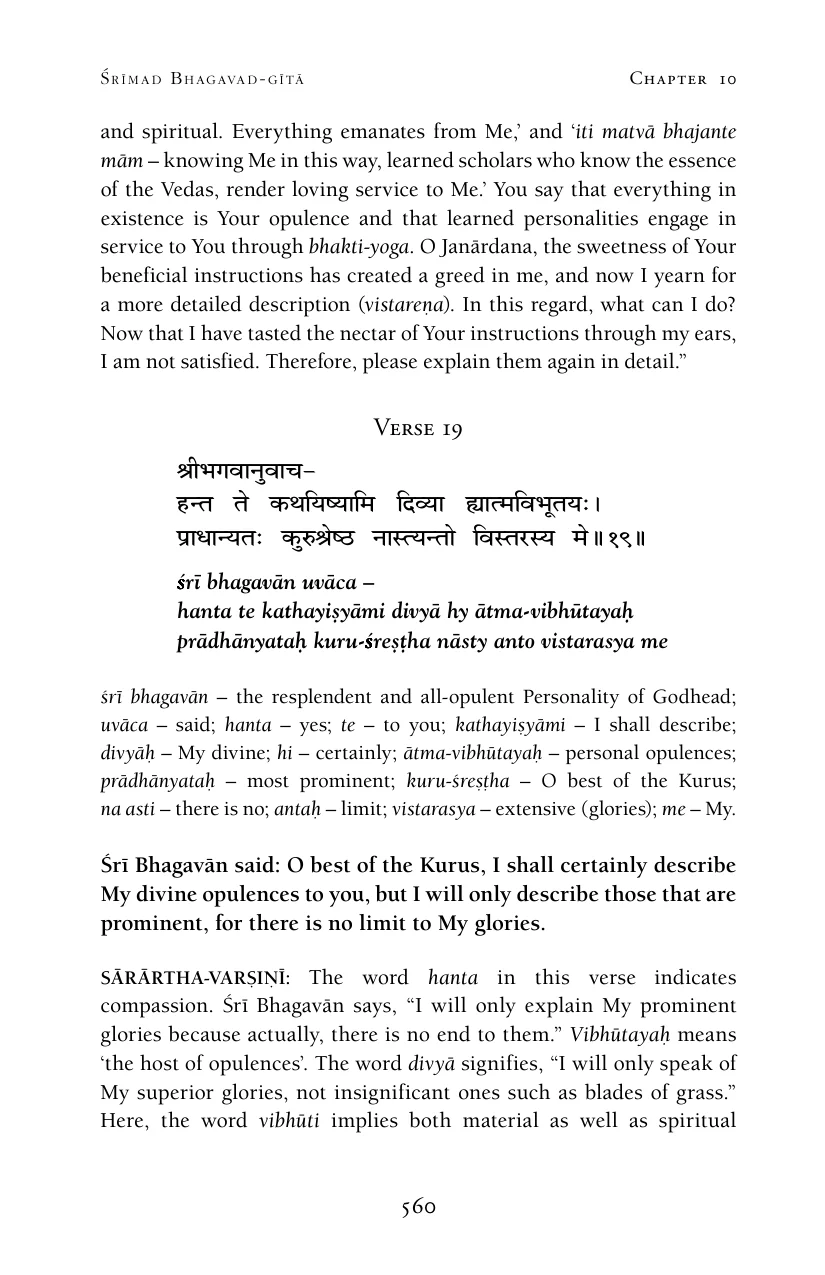 Śrīmad Bhagavad-gītā Chapter 10
and spiritual. Everything emanates from Me,’ and ‘iti matvā bhajante
mām – knowing Me in this way, learned scholars who know the essence
of the Vedas, render loving service to Me.’ You say that everything in
existence is Your opulence and that learned personalities engage in
service to You through bhakti-yoga. O Janārdana, the sweetness of Your
beneficial instructions has created a greed in me, and now I yearn for
a more detailed description (vistareṇa). In this regard, what can I do?
Now that I have tasted the nectar of Your instructions through my ears,
I am not satisfied. Therefore, please explain them again in detail.”
Verse 19
श्रीभगवानुवाच–
हन्त ते कथयिष्यामि दिव्या ह्यात्मविभूतयः।
प्राधान्यतः कुरुश्रेष्ठ नास्त्यन्तो विस्तरस्य मे॥१९॥
śrī bhagavān uvāca –
hanta te kathayiṣyāmi divyā hy ātma-vibhūtayaḥ
prādhānyataḥ kuru-śreṣṭha nāsty anto vistarasya me
śrī bhagavān – the resplendent and all-opulent Personality of Godhead;
uvāca – said; hanta – yes; te – to you; kathayiṣyāmi – I shall describe;
divyāḥ – My divine; hi – certainly; ātma-vibhūtayaḥ – personal opulences;
prādhānyataḥ – most prominent; kuru-śreṣṭha – O best of the Kurus;
na asti – there is no; antaḥ – limit; vistarasya – extensive (glories); me – My.
Śrī Bhagavān said: O best of the Kurus, I shall certainly describe
My divine opulences to you, but I will only describe those that are
prominent, for there is no limit to My glories.
SĀRĀRTHA-VARṢIṆĪ: The word hanta in this verse indicates
compassion. Śrī Bhagavān says, “I will only explain My prominent
glories because actually, there is no end to them.” Vibhūtayaḥ means
‘the host of opulences’. The word divyā signifies, “I will only speak of
My superior glories, not insignificant ones such as blades of grass.”
Here, the word vibhūti implies both material as well as spiritual
560